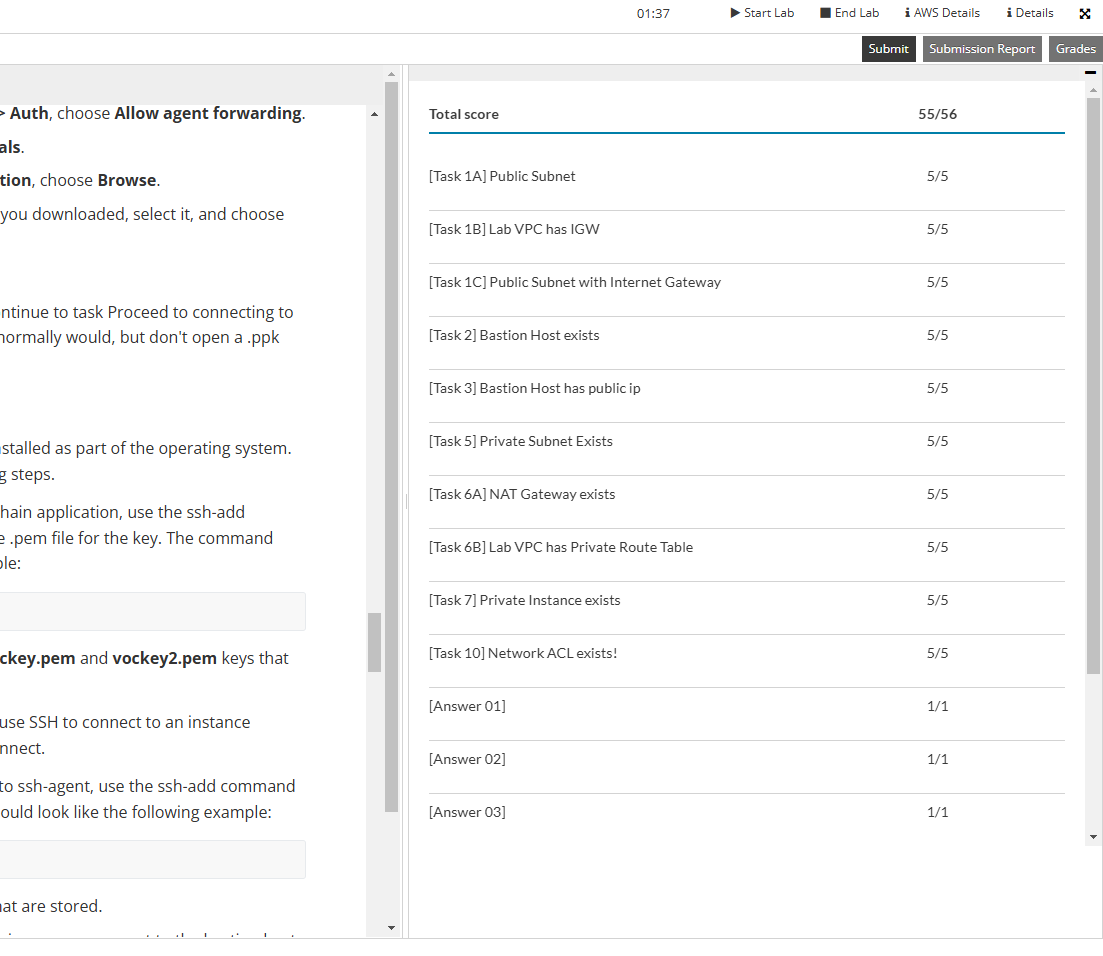 01:37 Start Lab End Lab AWS Details Details
Submit Submission Report Grades
> Auth, choose Allow agent forwarding.
als.
tion, choose Browse.
you downloaded, select it, and choose
ntinue to task Proceed to connecting to
normally would, but don't open a .ppk
stalled as part of the operating system.
g steps.
hain application, use the ssh-add
e .pem file for the key. The command
ole:
ckey.pem and vockey2.pem keys that
use SSH to connect to an instance
nnect.
to ssh-agent, use the ssh-add command
ould look like the following example:
hat are stored.
Total score 55/56
[Task 1A] Public Subnet 5/5
[Task 1B] Lab VPC has IGW 5/5
[Task 1C] Public Subnet with Internet Gateway 5/5
[Task 2] Bastion Host exists 5/5
[Task 3] Bastion Host has public ip 5/5
[Task 5] Private Subnet Exists 5/5
[Task 6A] NAT Gateway exists 5/5
[Task 6B] Lab VPC has Private Route Table 5/5
[Task 7] Private Instance exists 5/5
[Task 10] Network ACL exists! 5/5
[Answer 01] 1/1
[Answer 02] 1/1
[Answer 03] 1/1